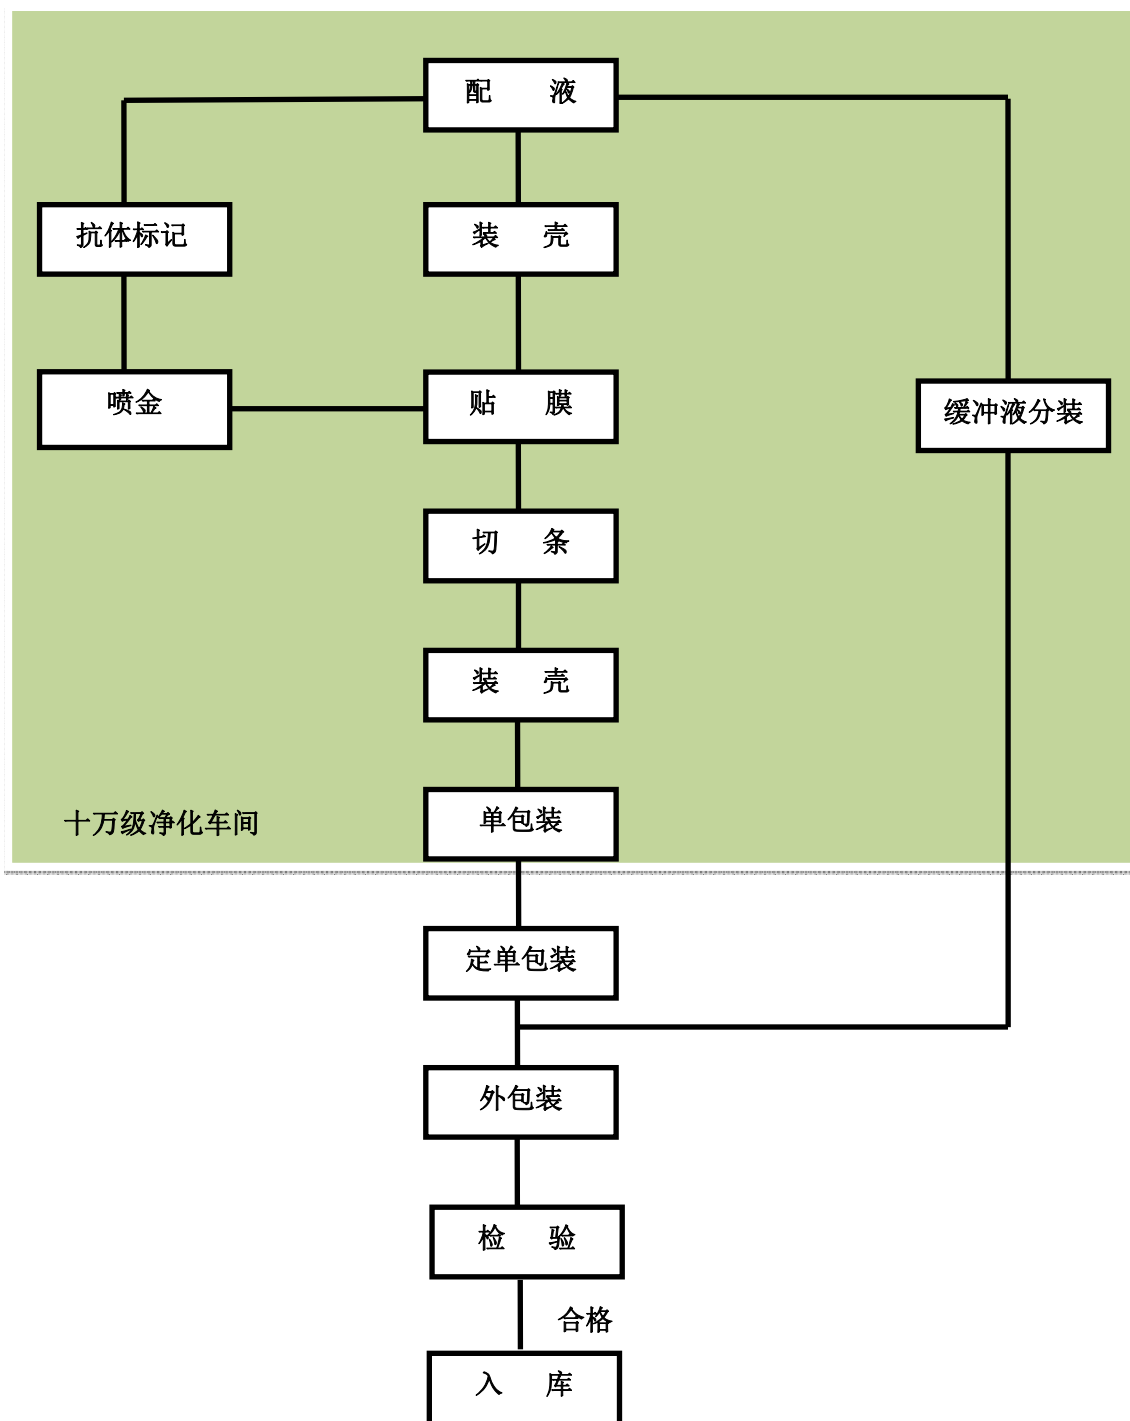 配 液
抗体标记
装 壳
喷金
贴 膜
缓冲液分装
切 条
装 壳
单包装
十万级净化车间
定单包装
外包装
检 验
合格
入 库